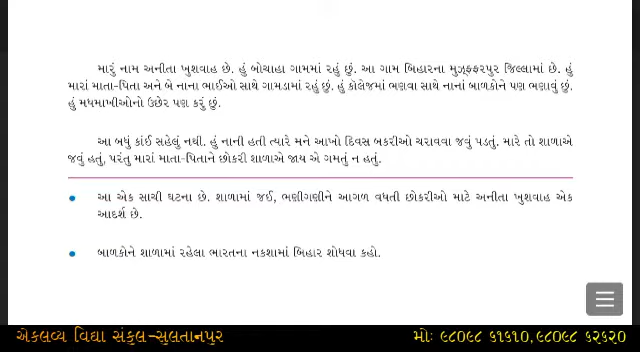 મારું નામ અનીતા ખુશવાહ છે. હું બોચાહા ગામમાં રહું છું. આ ગામ બિહારના મુઝ્ફ્ફરપુર જિલ્લામાં છે. હું
મારાં માતા-પિતા અને બે નાના ભાઈઓ સાથે ગામડામાં રહું છું. હું કૉલેજમાં ભણવા સાથે નાનાં બાળકોને પણ ભણાવું છું.
હું મધમાખીઓનો ઉછેર પણ કરું છું.
આ બધું કાંઈ સહેલું નથી. હું નાની હતી ત્યારે મને આખો દિવસ બકરીઓ ચરાવવા જવું પડતું. મારે તો શાળાએ
જવું હતું, પરંતુ મારાં માતા-પિતાને છોકરી શાળાએ જાય એ ગમતું ન હતું.
• આ એક સાચી ઘટના છે. શાળામાં જઈ, ભણીગણીને આગળ વધતી છોકરીઓ માટે અનીતા ખુશવાહ એક
આદર્શ છે.
• બાળકોને શાળામાં રહેલા ભારતના નકશામાં બિહાર શોધવા કહો.
એકલવ્ય વિદ્યા સંકુલ-સુલતાનપુર
મોઃ ૯૮૦૯૮ ૬૧૬૧૦,૯૮૦૯૮ ૬૨૬૨૦